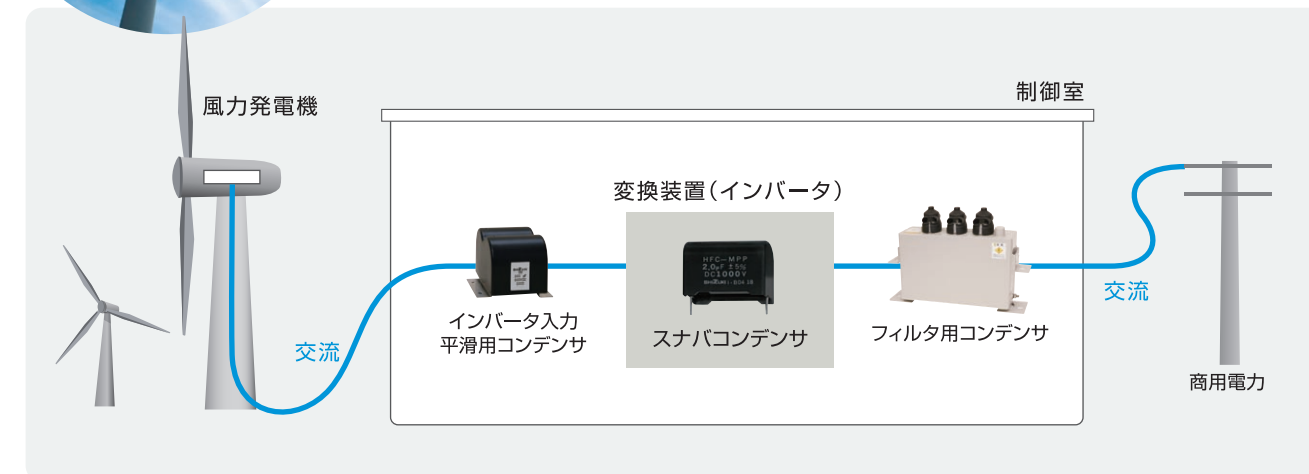 風力発電機
制御室
変換装置(インバータ)
HFC-MPP
2.0μF ±5%
DC1000V
インバータ入力
平滑用コンデンサ
スナバコンデンサ
フィルタ用コンデンサ
交流
交流
商用電力